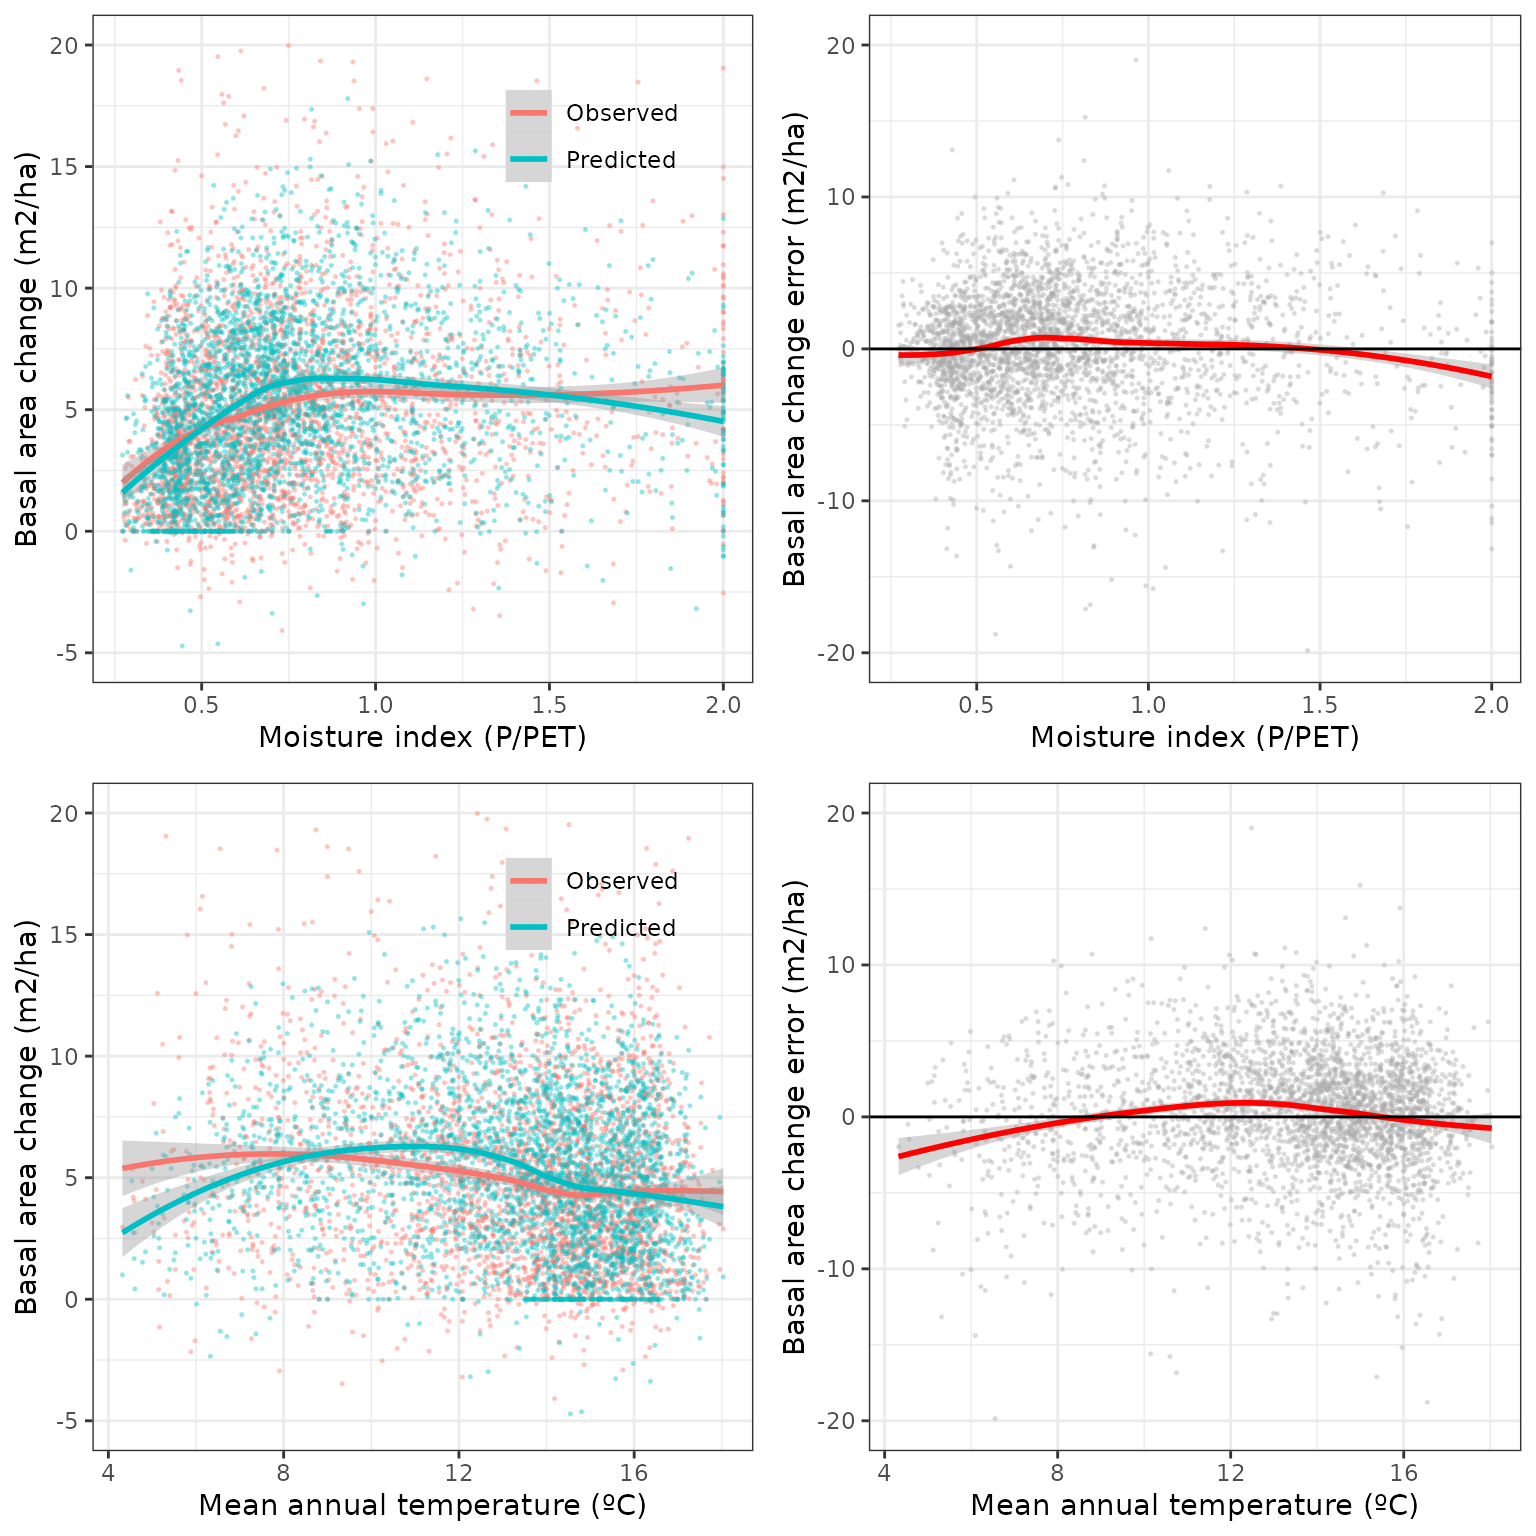 Basal area change (m2/ha)
20
15
10
5
0
-5
Observed
Predicted
0.5 1.0 1.5 2.0
Moisture index (P/PET)
Basal area change error (m2/ha)
20
10
0
-10
-20
0.5 1.0 1.5 2.0
Moisture index (P/PET)
Basal area change (m2/ha)
20
15
10
5
0
-5
Observed
Predicted
4 8 12 16
Mean annual temperature (ºC)
Basal area change error (m2/ha)
20
10
0
-10
-20
4 8 12 16
Mean annual temperature (ºC)